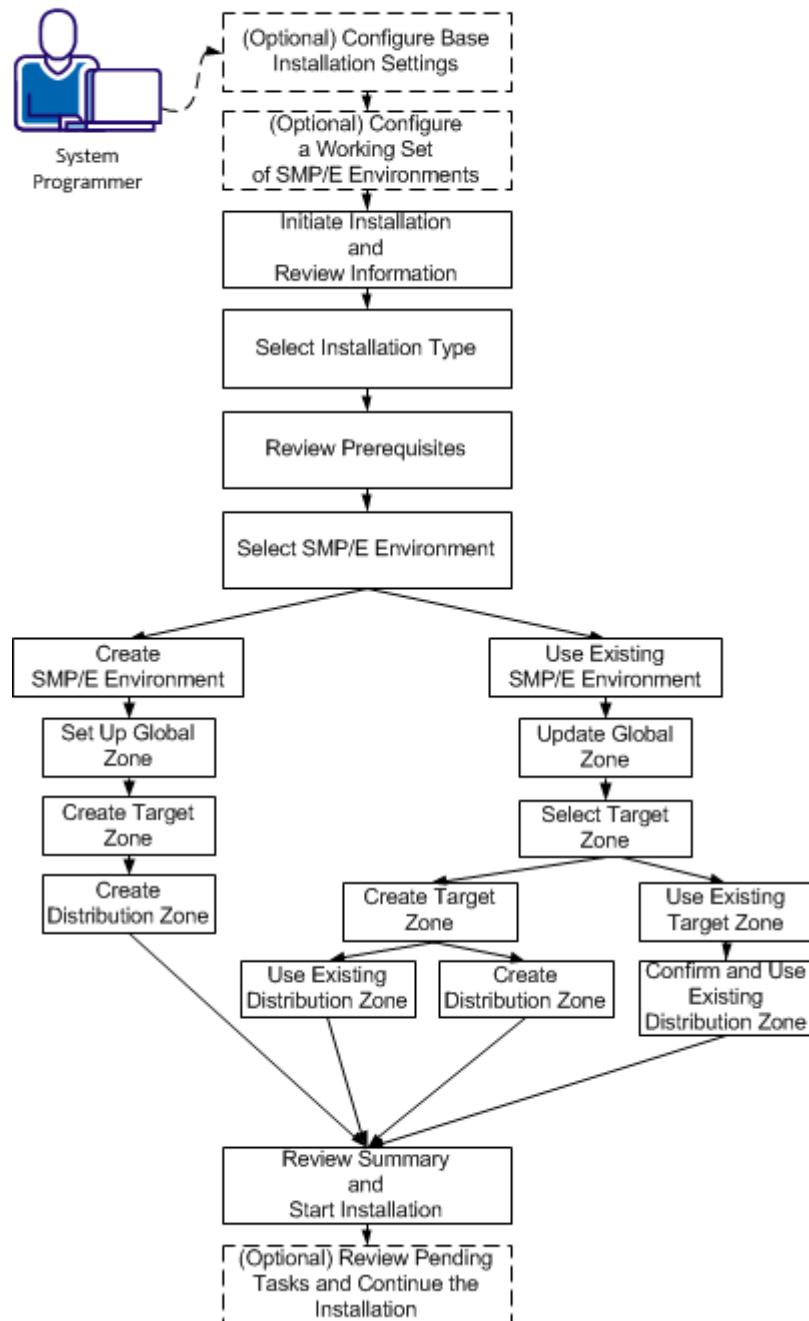 (Optional) Configure Base
Installation Settings
System
Programmer
(Optional) Configure
a Working Set
of SMP/E Environments
Initiate Installation
and
Review Information
Select Installation Type
Review Prerequisites
Select SMP/E Environment
Create
SMP/E Environment
Use Existing
SMP/E Environment
Set Up Global
Zone
Update Global
Zone
Create Target
Zone
Select Target
Zone
Create
Distribution Zone
Create Target
Zone
Use Existing
Target Zone
Use Existing
Distribution Zone
Create
Distribution Zone
Confirm and Use
Existing
Distribution Zone
Review Summary
and
Start Installation
(Optional) Review Pending
Tasks and Continue the
Installation